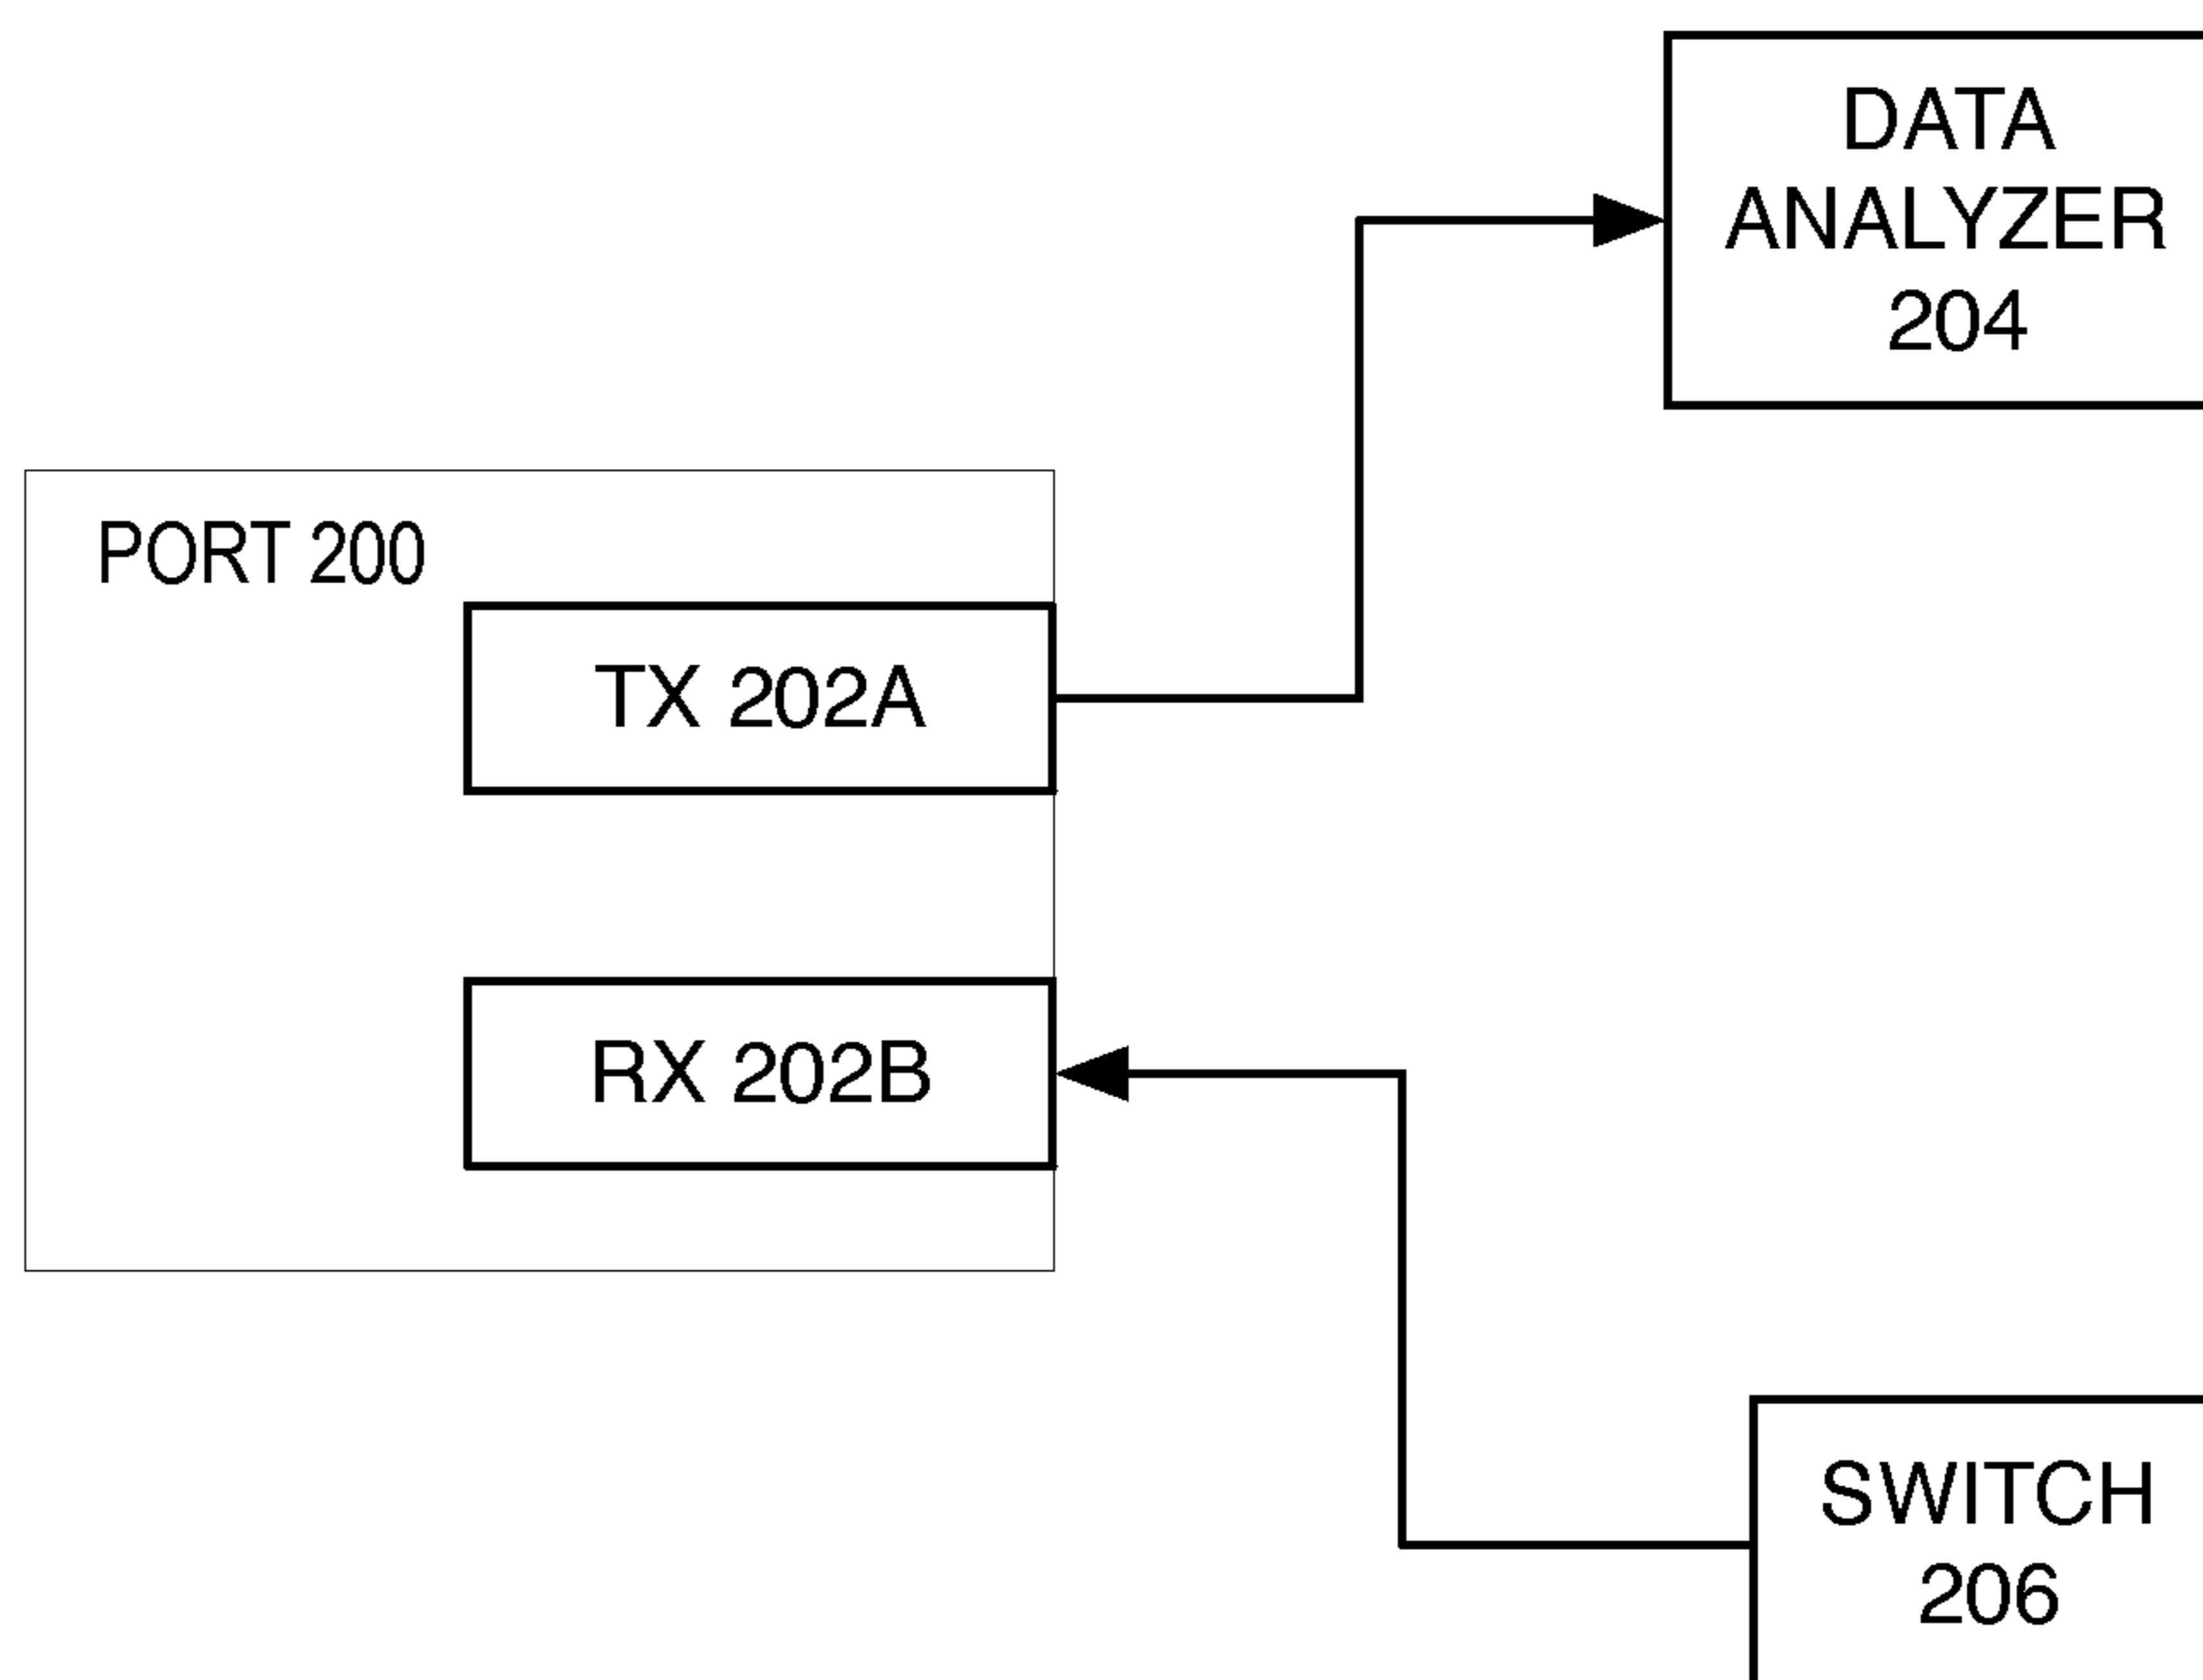 DATA
ANALYZER
204
PORT 200
TX 202A
RX 202B
SWITCH
206